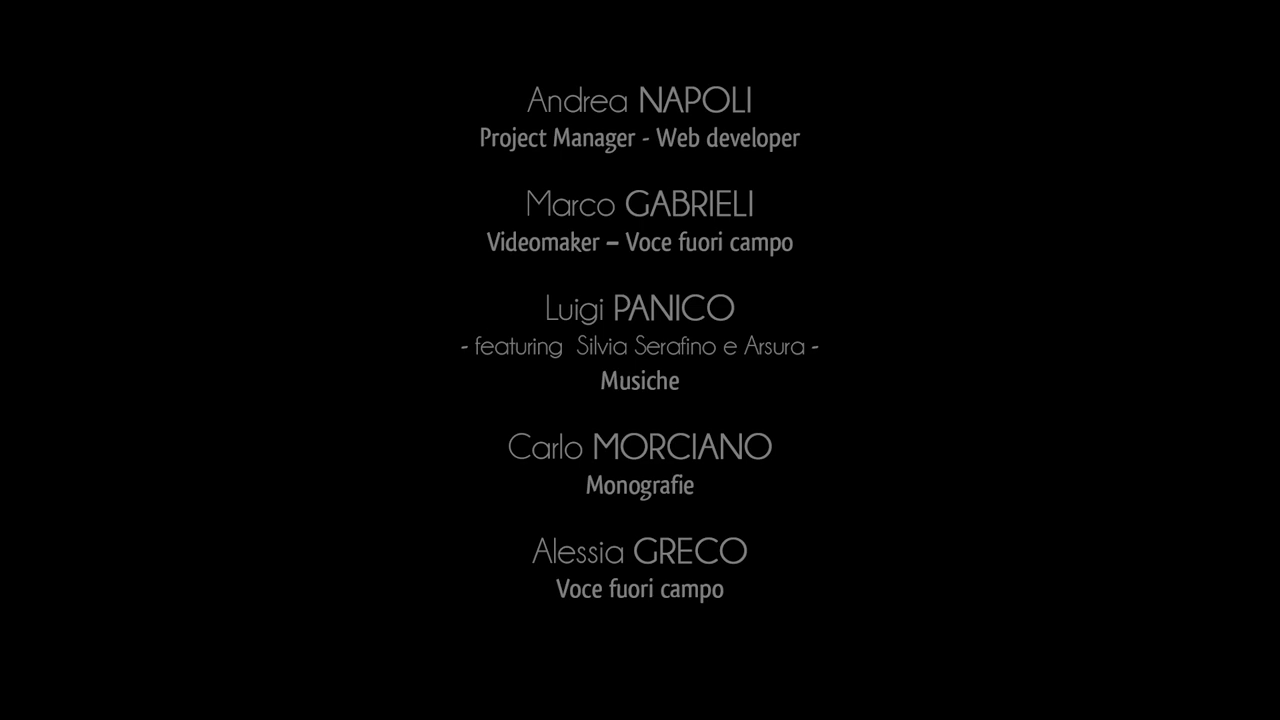 Andrea NAPOLI
Project Manager - Web developer
Marco GABRIELI
Videomaker – Voce fuori campo
Luigi PANICO
- featuring  Silvia Serafino e Arsura -
Musiche
Carlo MORCIANO
Monografie
Alessia GRECO
Voce fuori campo